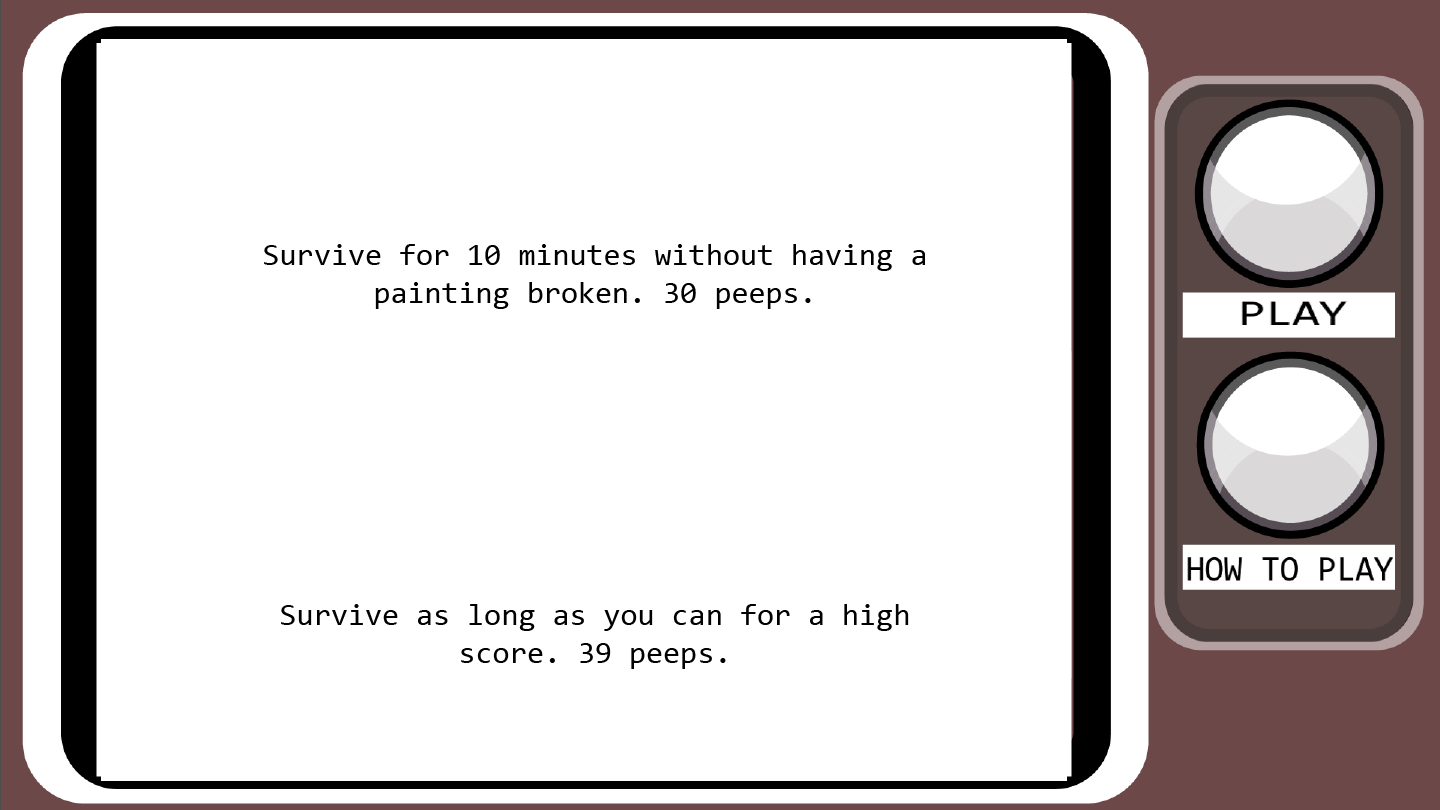 Survive for 10 minutes without having a
painting broken. 30 peeps.
Survive as long as you can for a high
score. 39 peeps.
PLAY
HOW TO PLAY